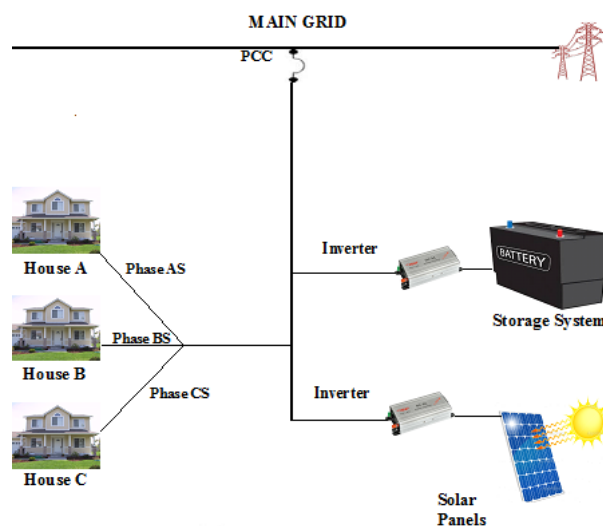 MAIN GRID
PCC
House A
Phase AS
Inverter
BATTERY
Storage System
Phase BS
House B
Phase CS
Inverter
House C
Solar
Panels